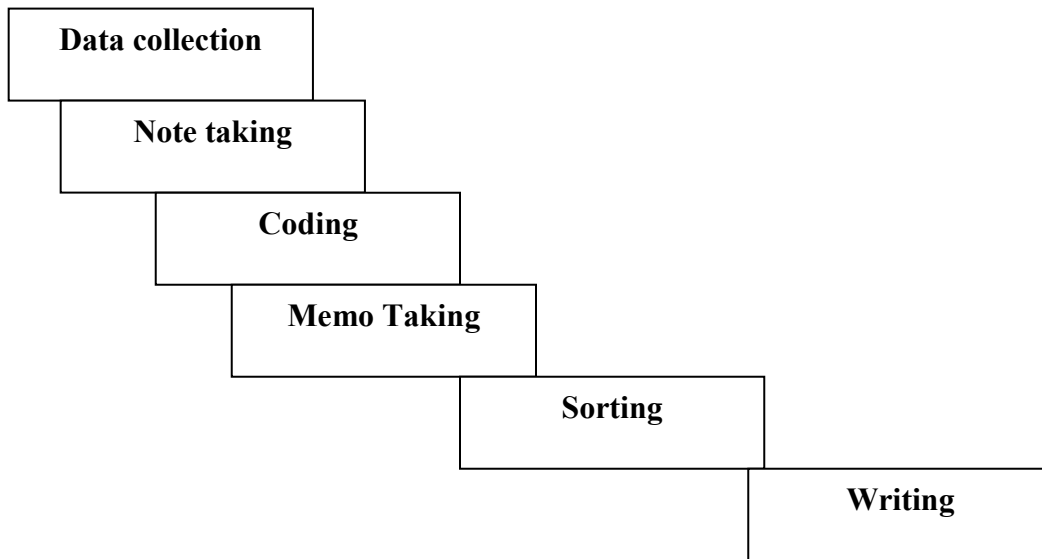 Data collection
Note taking
Coding
Memo Taking
Sorting
Writing